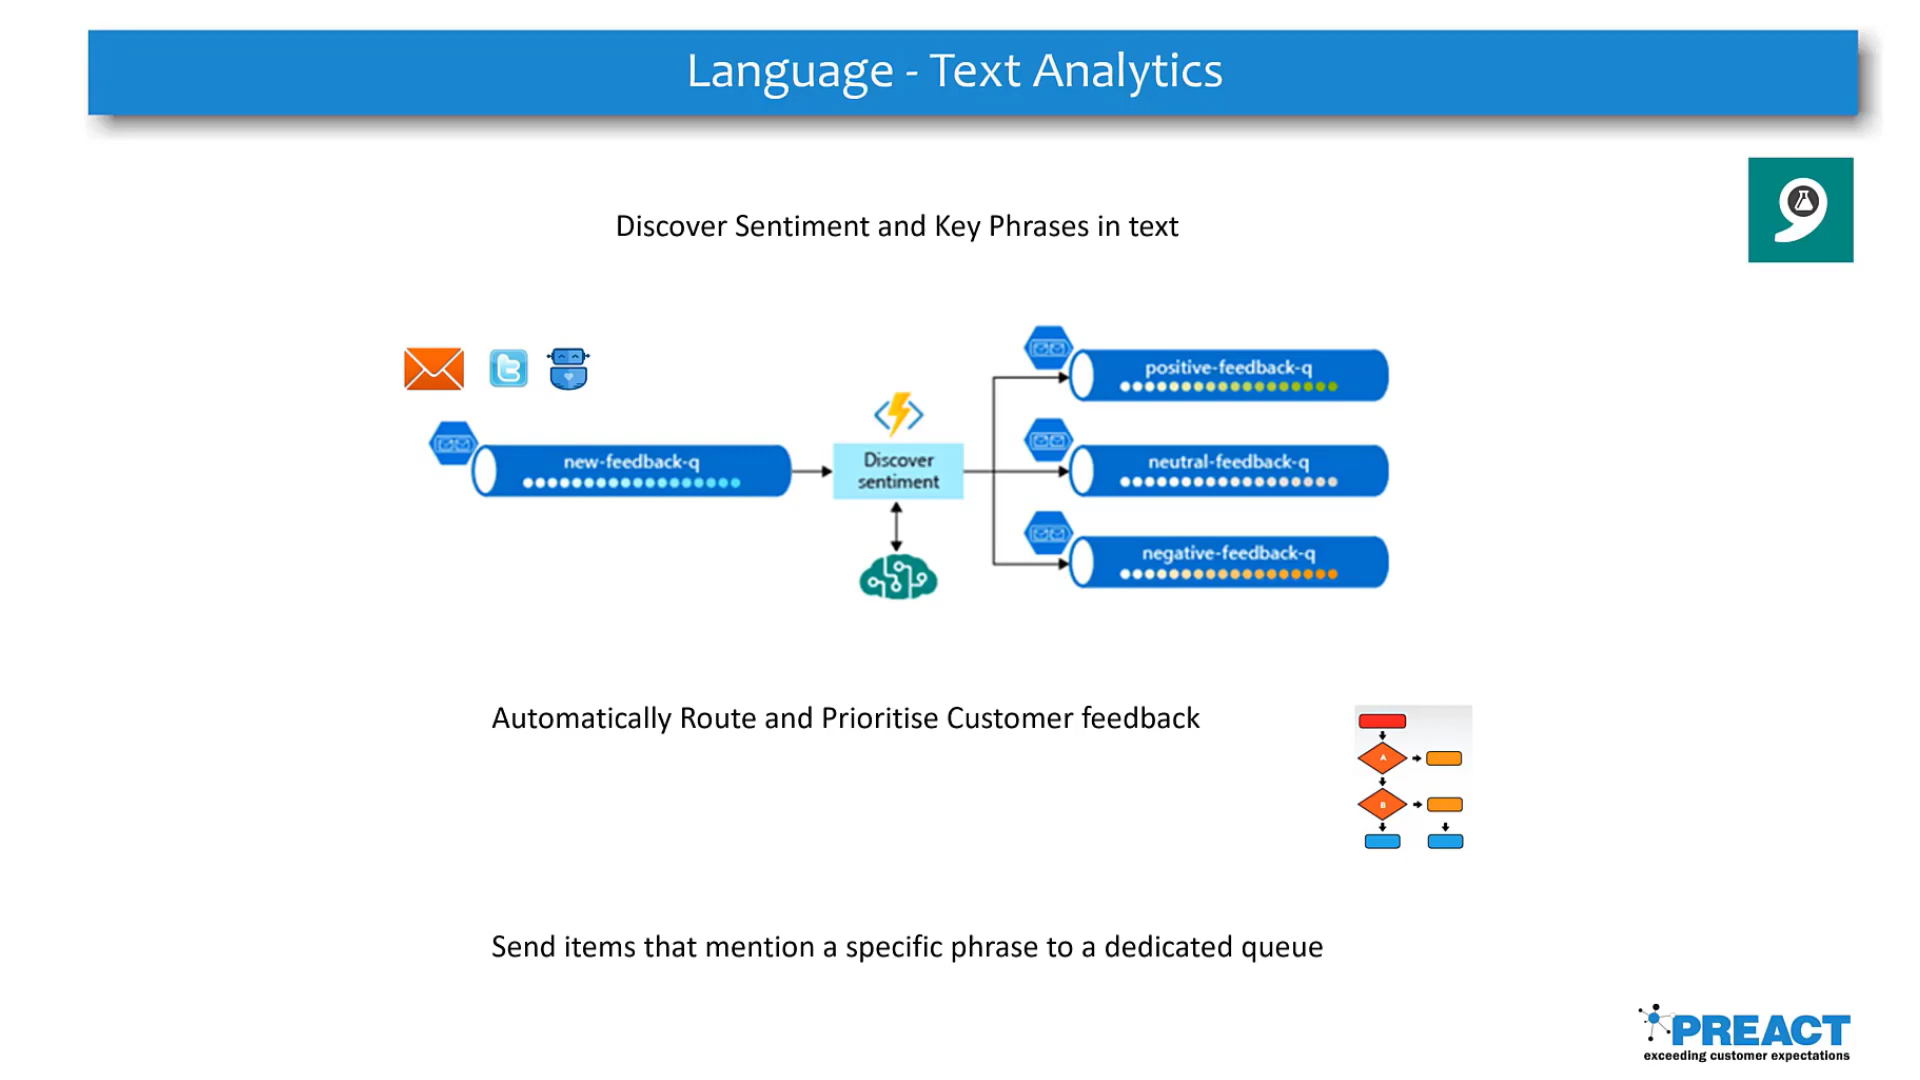 Language - Text Analytics
Discover Sentiment and Key Phrases in text
positive-feedback-q
new-feedback-q
Discover
sentiment
neutral-feedback-q
negative-feedback-q
Automatically Route and Prioritise Customer feedback
A
B
Send items that mention a specific phrase to a dedicated queue
PREACT
exceeding customer expectations